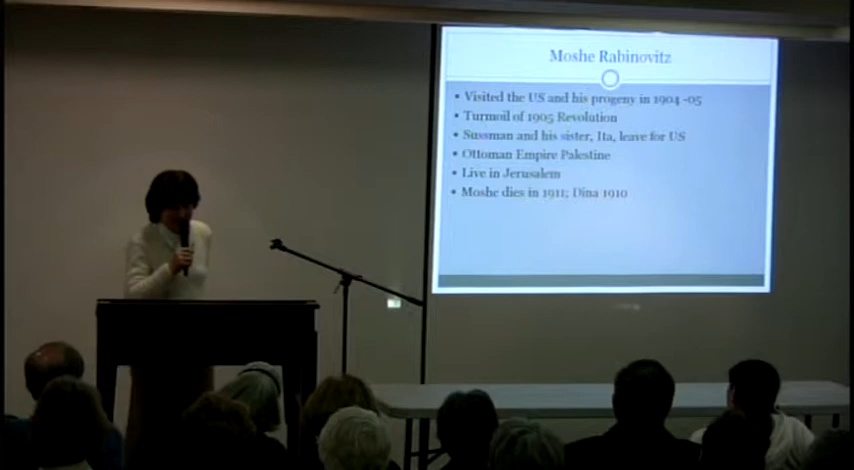 Moshe Rabinovitz
• Visited the US and his progeny in 1904 -05
• Turmoil of 1905 Revolution
• Sussman and his sister, Ita, leave for US
• Ottoman Empire Palestine
• Live in Jerusalem
• Moshe dies in 1911; Dina 1910